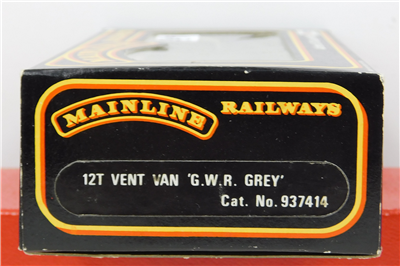 MAINLINE RAILWAYS
12T VENT VAN 'G.W.R. GREY'
Cat. No. 937414